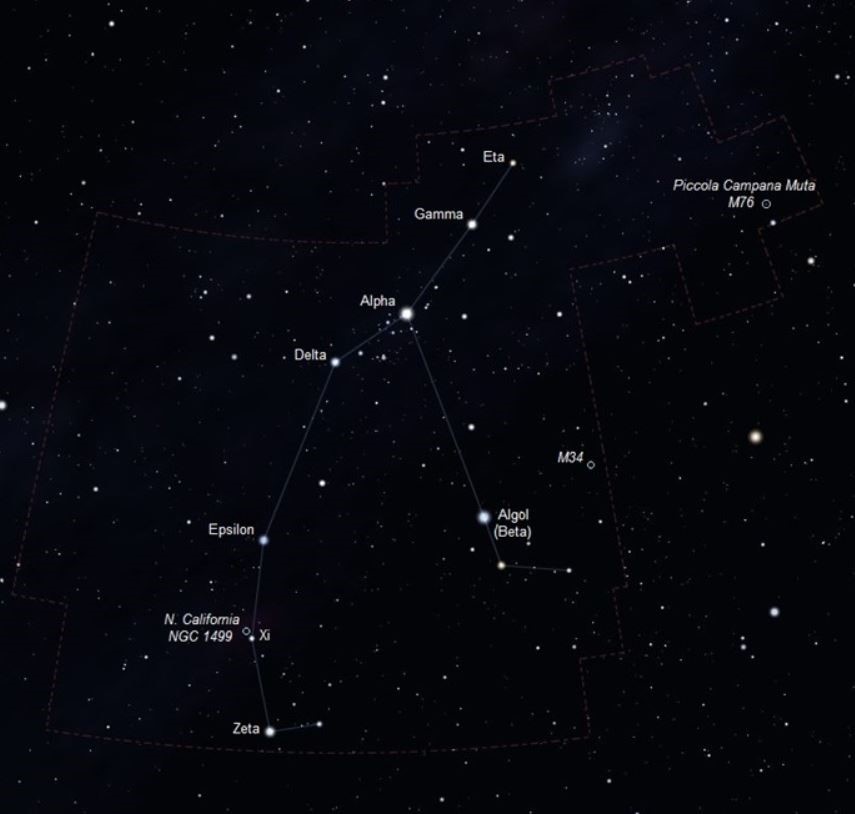 Eta
Piccola Campana Muta
M76
Gamma
Alpha
Delta
M34
Algol
(Beta)
Epsilon
N. California
NGC 1499
Xi
Zeta